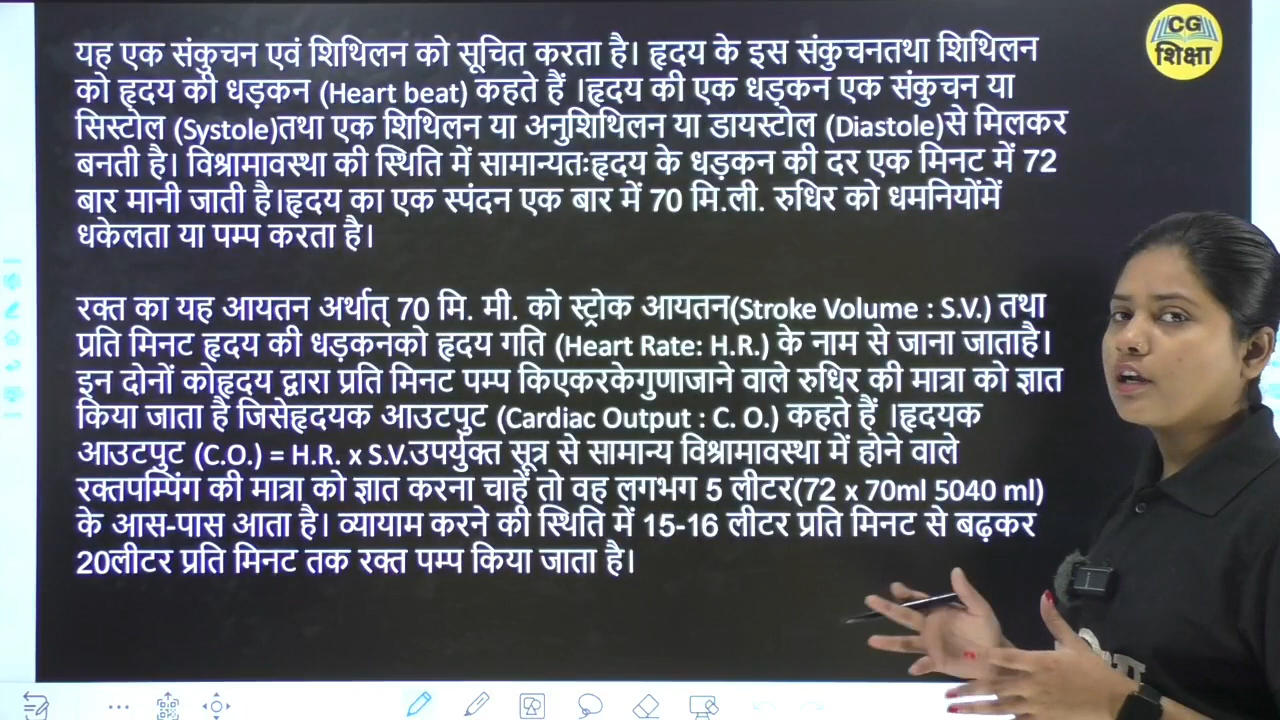 यह एक संकुचन एवं शिथिलन को सूचित करता है। हृदय के इस संकुचनतथा शिथिलन
को हृदय की धड़कन (Heart beat) कहते हैं ।हृदय की एक धड़कन एक संकुचन या
सिस्टोल (Systole)तथा एक शिथिलन या अनुशिथिलन या डायस्टोल (Diastole)से मिलकर
बनती है। विश्रामावस्था की स्थिति में सामान्यतःहृदय के धड़कन की दर एक मिनट में 72
बार मानी जाती है।हृदय का एक स्पंदन एक बार में 70 मि.ली. रुधिर को धमनियोंमें
धकेलता या पम्प करता है।
रक्त का यह आयतन अर्थात् 70 मि. मी. को स्ट्रोक आयतन(Stroke Volume : S.V.) तथा
प्रति मिनट हृदय की धड़कनको हृदय गति (Heart Rate: H.R.) के नाम से जाना जाताहै।
इन दोनों कोहृदय द्वारा प्रति मिनट पम्प किएकरकेगुणाजाने वाले रुधिर की मात्रा को ज्ञात
किया जाता है जिसेहृदयक आउटपुट (Cardiac Output : C. O.) कहते हैं ।हृदयक
आउटपुट (C.O.) = H.R. x S.V.उपर्युक्त सूत्र से सामान्य विश्रामावस्था में होने वाले
रक्तपम्पिंग की मात्रा को ज्ञात करना चाहें तो वह लगभग 5 लीटर(72 x 70ml 5040 ml)
के आस-पास आता है। व्यायाम करने की स्थिति में 15-16 लीटर प्रति मिनट से बढ़कर
20लीटर प्रति मिनट तक रक्त पम्प किया जाता है।
CG
शिक्षा